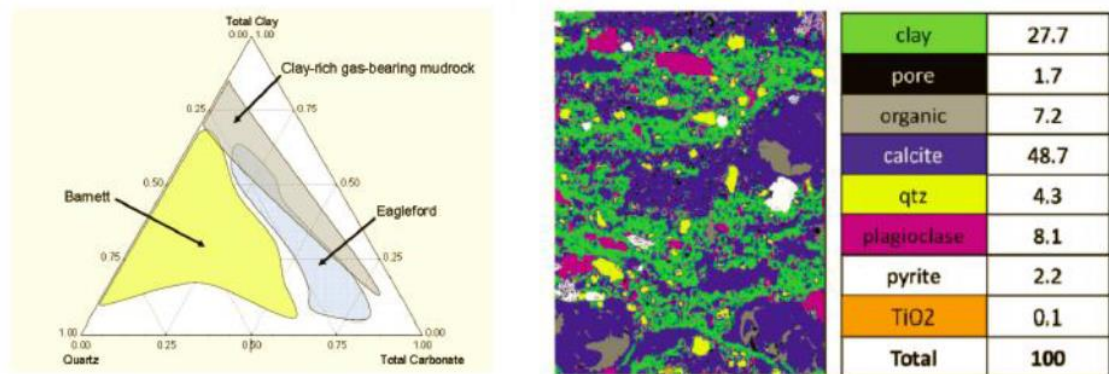 Total Clay
0.00 1.00
Clay-rich gas-bearing mudrock
0.25 0.75
Barnett
0.50 0.50
Eagleford
0.75 0.25
1.00 0.00
Quartz 0.25 0.50 0.75 1.00
Total Carbonate
clay 27.7
pore 1.7
organic 7.2
calcite 48.7
qtz 4.3
plagioclase 8.1
pyrite 2.2
TiO2 0.1
Total 100